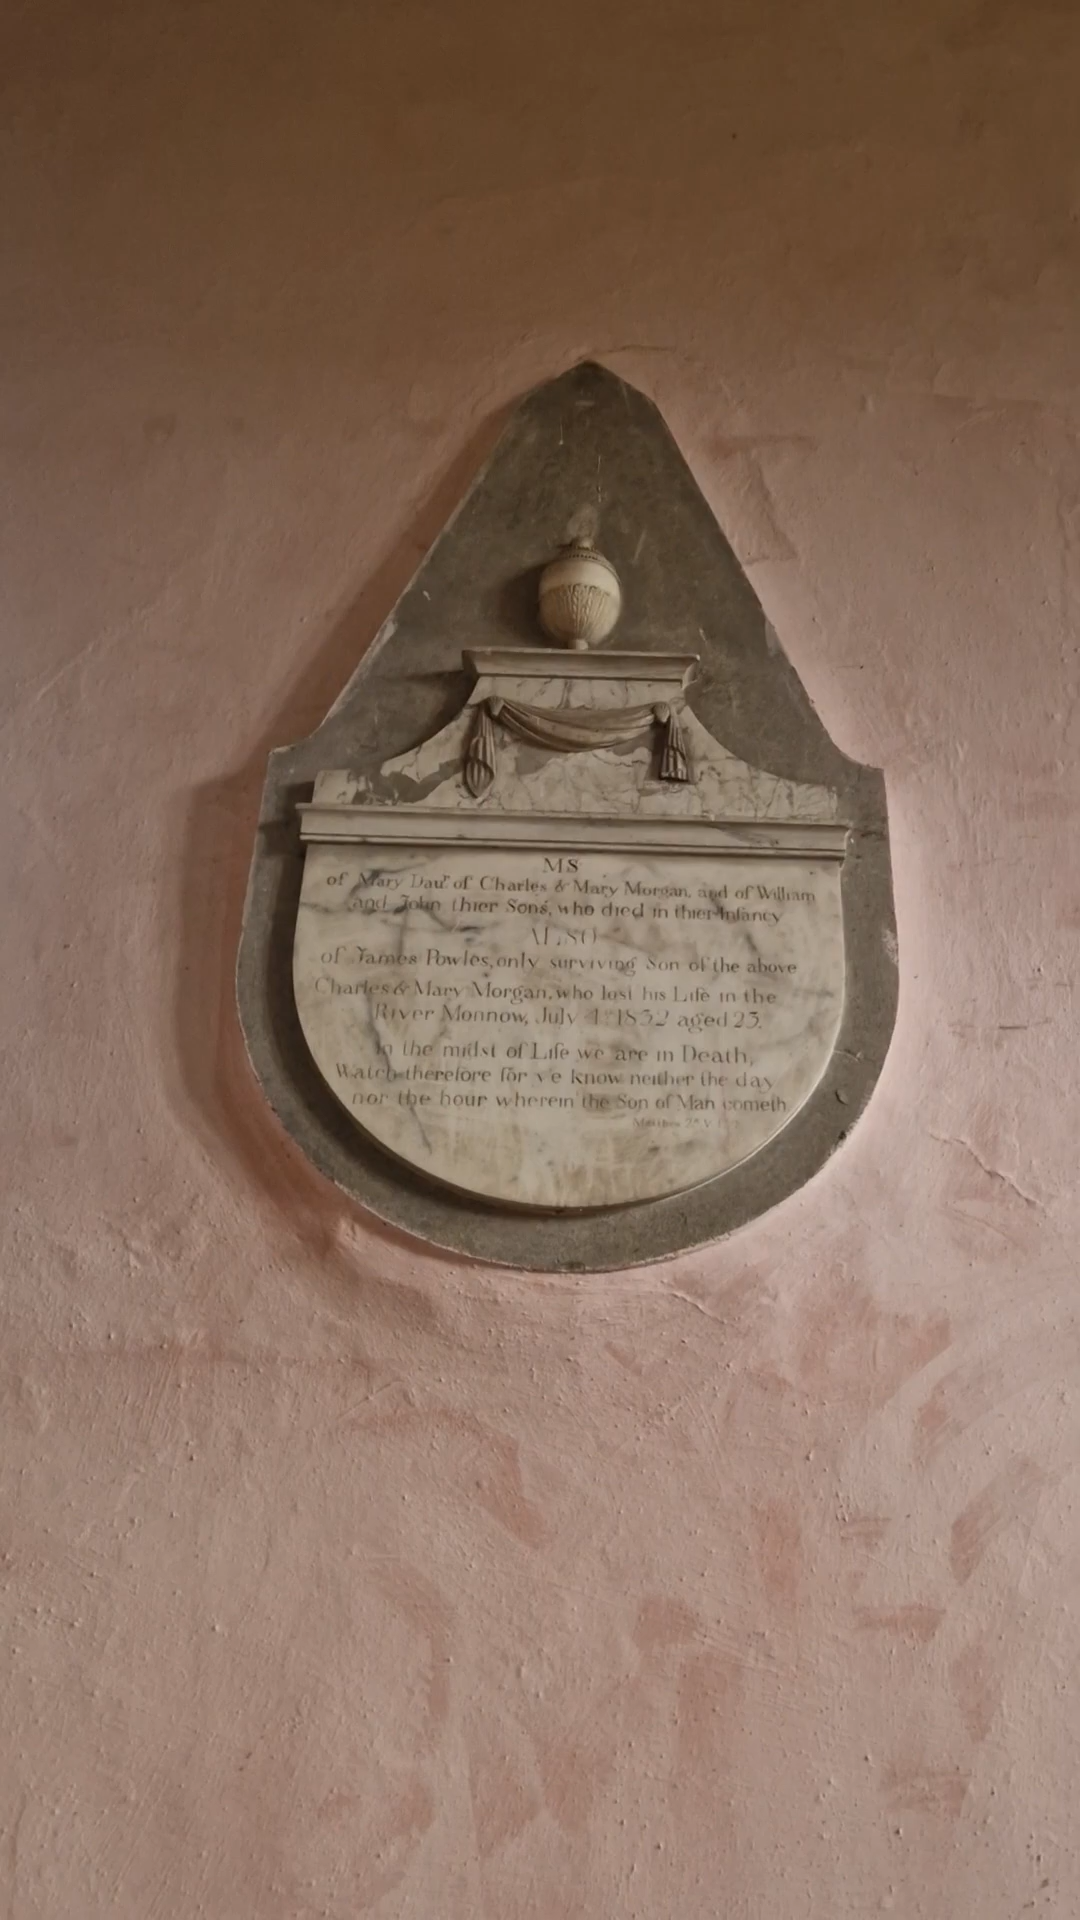 MS
of Mary Daur. of Charles & Mary Morgan, and of William
and John thier Sons, who died in thier Infancy
ALSO
of James Powles, only surviving Son of the above
Charles & Mary Morgan, who lost his Life in the
River Monnow, July 1832 aged 23.
In the midst of Life we are in Death,
Watch therefore for ye know neither the day
nor the hour wherein the Son of Man cometh